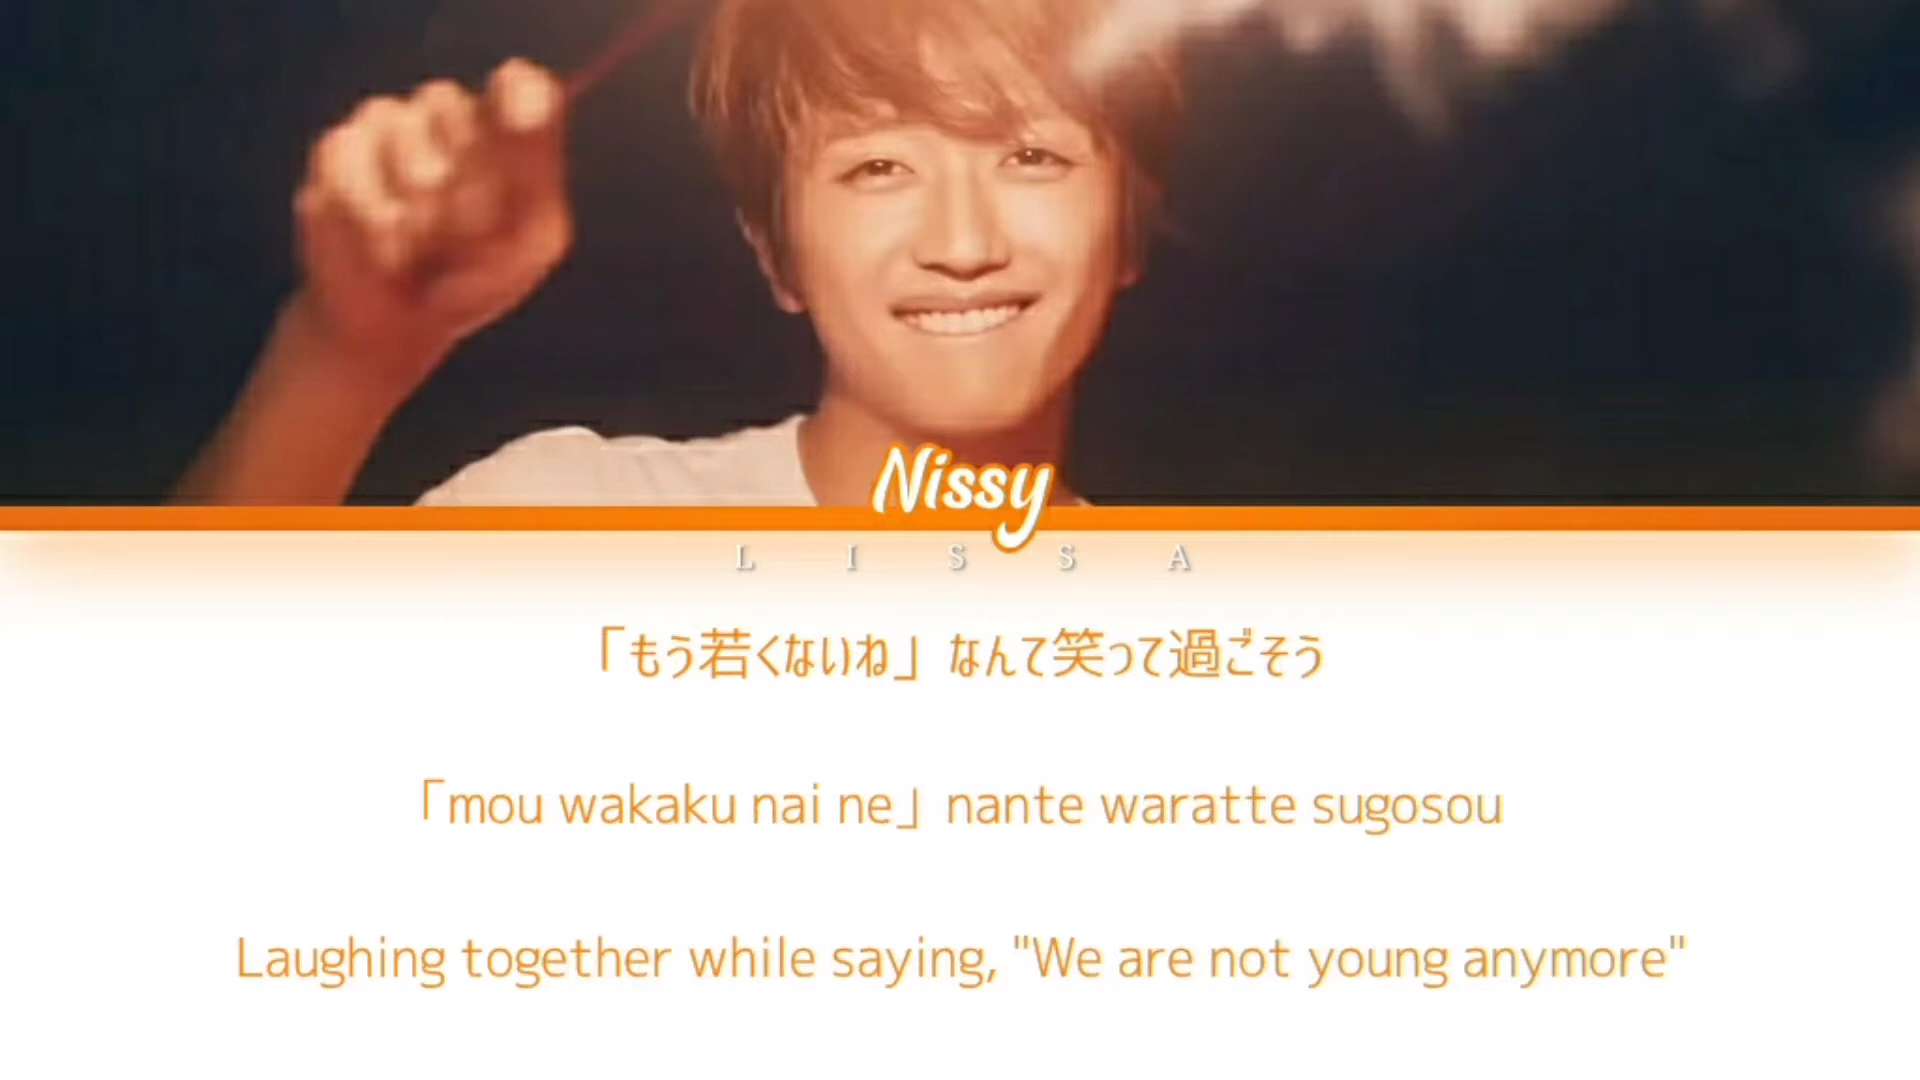 Nissy
L I S S A
「もう若くないね」なんて笑って過ごそう
「mou wakaku nai ne」nante waratte sugosou
Laughing together while saying, "We are not young anymore"